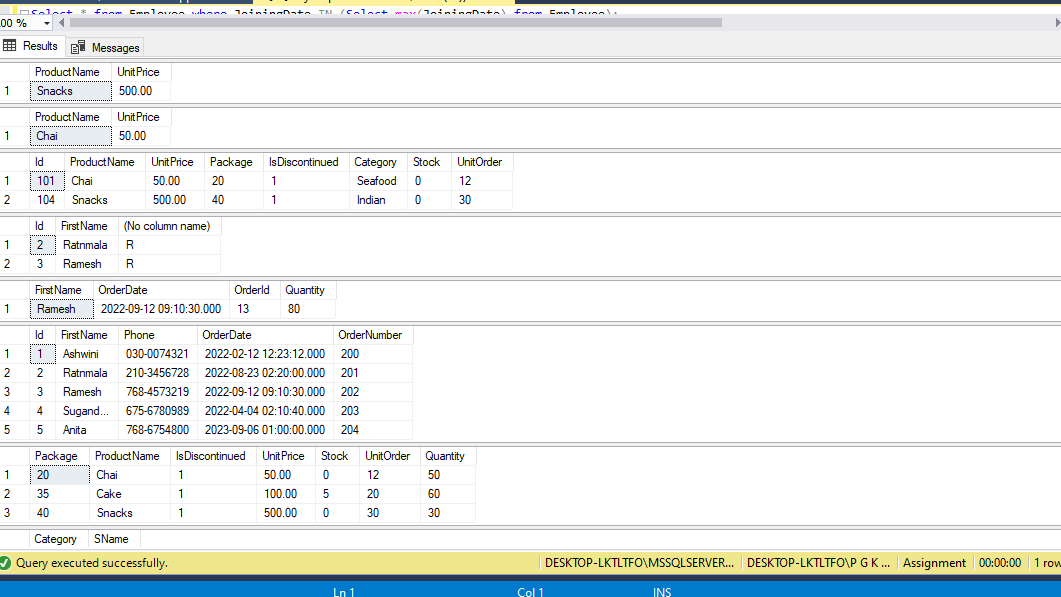 Select * from Employee where JoiningDate IN (Select max(JoiningDate) from Employee);
00 %
Results Messages
ProductName UnitPrice
1 Snacks 500.00
ProductName UnitPrice
1 Chai 50.00
Id ProductName UnitPrice Package IsDiscontinued Category Stock UnitOrder
1 101 Chai 50.00 20 1 Seafood 0 12
2 104 Snacks 500.00 40 1 Indian 0 30
Id FirstName (No column name)
1 2 Ratnmala R
2 3 Ramesh R
FirstName OrderDate OrderId Quantity
1 Ramesh 2022-09-12 09:10:30.000 13 80
Id FirstName Phone OrderDate OrderNumber
1 1 Ashwini 030-0074321 2022-02-12 12:23:12.000 200
2 2 Ratnmala 210-3456728 2022-08-23 02:20:00.000 201
3 3 Ramesh 768-4573219 2022-09-12 09:10:30.000 202
4 4 Sugand... 675-6780989 2022-04-04 02:10:40.000 203
5 5 Anita 768-6754800 2023-09-06 01:00:00.000 204
Package ProductName IsDiscontinued UnitPrice Stock UnitOrder Quantity
1 20 Chai 1 50.00 0 12 50
2 35 Cake 1 100.00 5 20 60
3 40 Snacks 1 500.00 0 30 30
Category SName
Query executed successfully. DESKTOP-LKTLTFO\MSSQLSERVER... DESKTOP-LKTLTFO\P G K ... Assignment 00:00:00 1 row
Ln 1 Col 1 INS